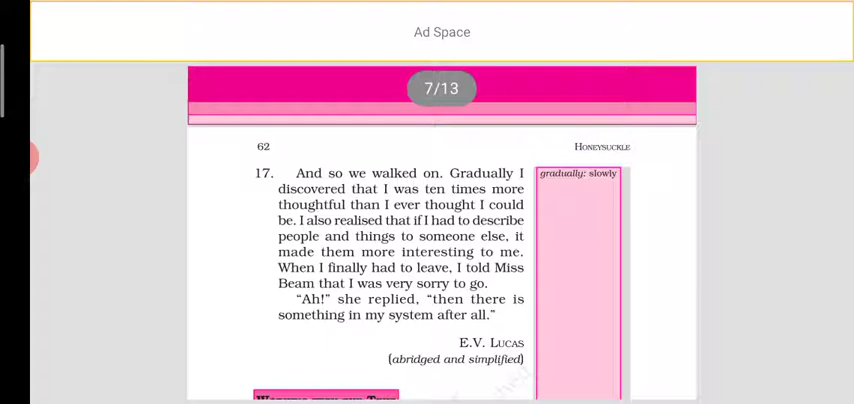 Ad Space
7/13
62
HONEYSUCKLE
17. And so we walked on. Gradually I
discovered that I was ten times more
thoughtful than I ever thought I could
be. I also realised that if I had to describe
people and things to someone else, it
made them more interesting to me.
When I finally had to leave, I told Miss
Beam that I was very sorry to go.
“Ah!” she replied, “then there is
something in my system after all.”
E.V. LUCAS
(abridged and simplified)
gradually: slowly